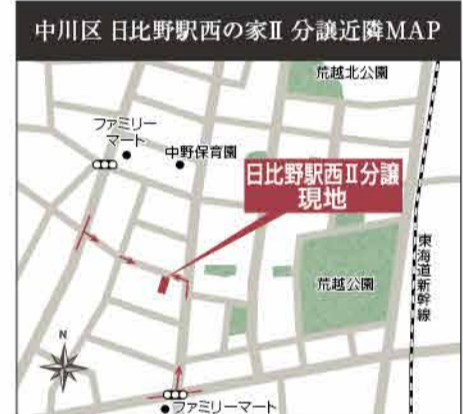 中川区 日比野駅西の家Ⅱ 分譲近隣MAP
荒越北公園
ファミリー
マート
中野保育園
日比野駅西Ⅱ分譲
現地
東海道新幹線
荒越公園
N
ファミリーマート